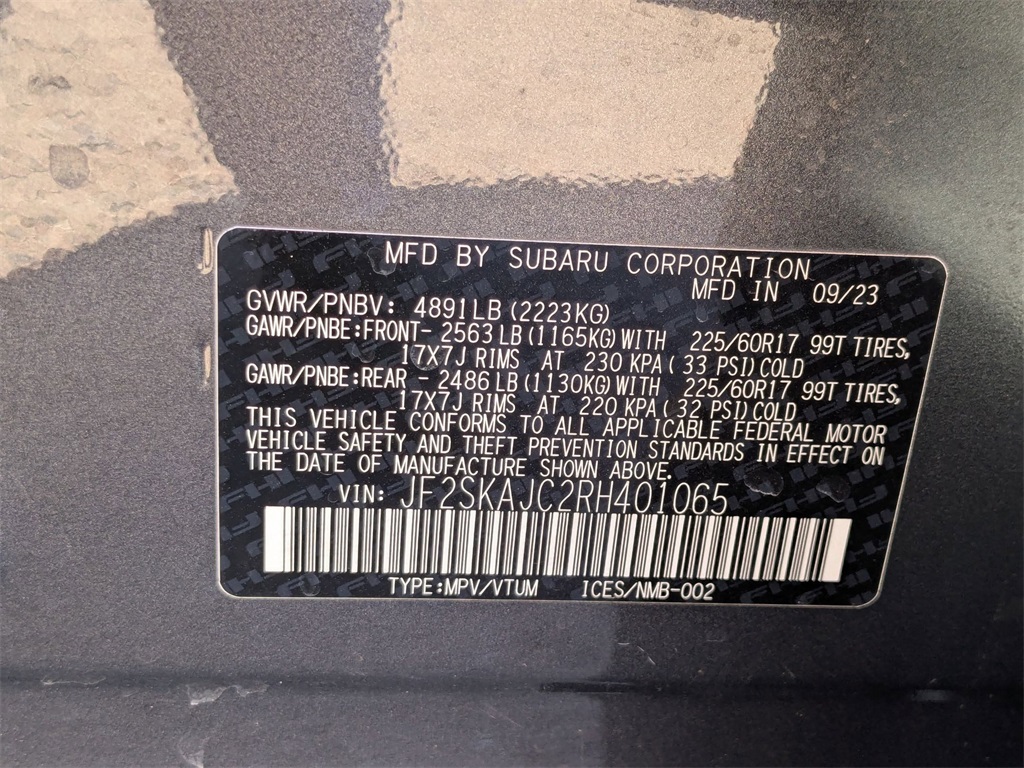 MFD BY SUBARU CORPORATION
MFD IN 09/23
GVWR/PNBV: 4891LB (2223KG)
GAWR/PNBE:FRONT- 2563LB (1165KG)WITH 225/60R17 99T TIRES,
17X7J RIMS AT 230 KPA( 33 PSI)COLD
GAWR/PNBE:REAR - 2486LB (1130KG)WITH 225/60R17 99T TIRES,
17X7J RIMS AT 220 KPA( 32 PSI)COLD
THIS VEHICLE CONFORMS TO ALL APPLICABLE FEDERAL MOTOR
VEHICLE SAFETY AND THEFT PREVENTION STANDARDS IN EFFECT ON
THE DATE OF MANUFACTURE SHOWN ABOVE.
VIN: JF2SKAJC2RH401065
TYPE:MPV/VTUM ICES/NMB-002